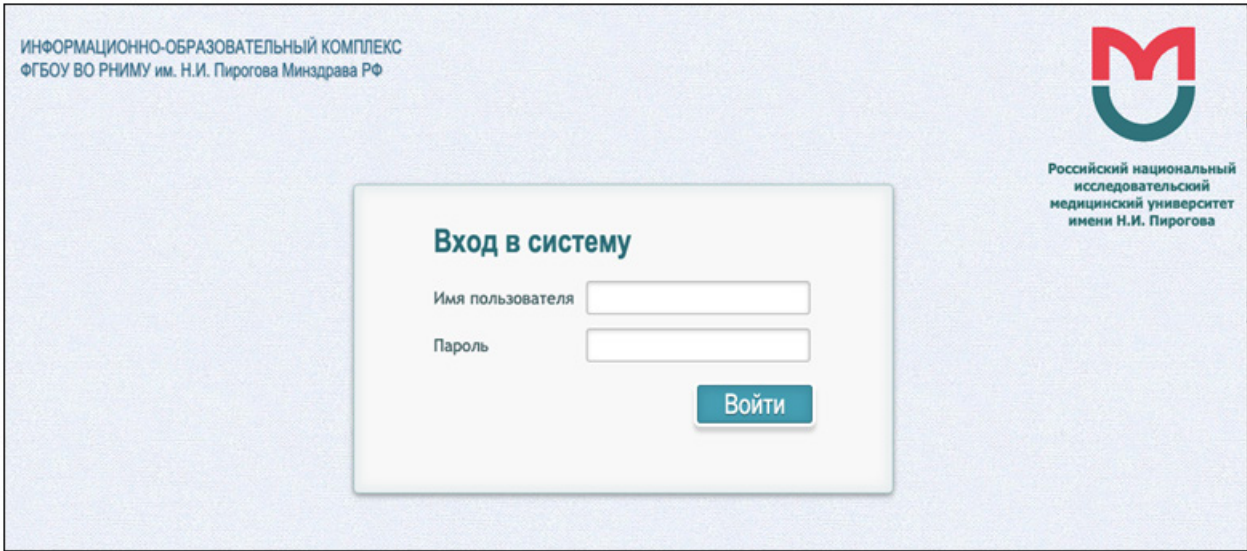 ИНФОРМАЦИОННО-ОБРАЗОВАТЕЛЬНЫЙ КОМПЛЕКС
ФГБОУ ВО РНИМУ им. Н.И. Пирогова Минздрава РФ
Российский национальный
исследовательский
медицинский университет
имени Н.И. Пирогова
Вход в систему
Имя пользователя
Пароль
Войти